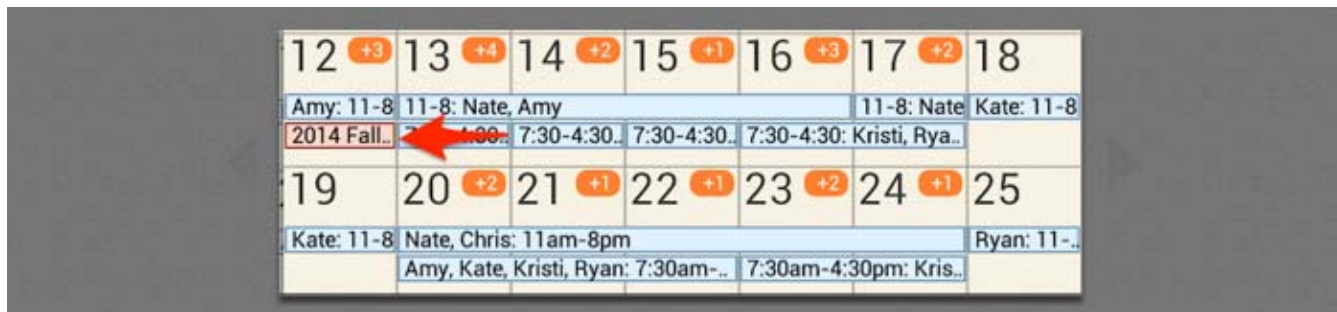 12 +3 13 +4 14 +2 15 +1 16 +3 17 +2 18
Amy: 11-8 11-8: Nate, Amy 11-8: Nate Kate: 11-8
2014 Fall.. 7:30-4:30.. 7:30-4:30.. 7:30-4:30: Kristi, Rya..
19 20 +2 21 +1 22 +1 23 +2 24 +1 25
Kate: 11-8 Nate, Chris: 11am-8pm Ryan: 11-..
Amy, Kate, Kristi, Ryan: 7:30am-.. 7:30am-4:30pm: Kris..